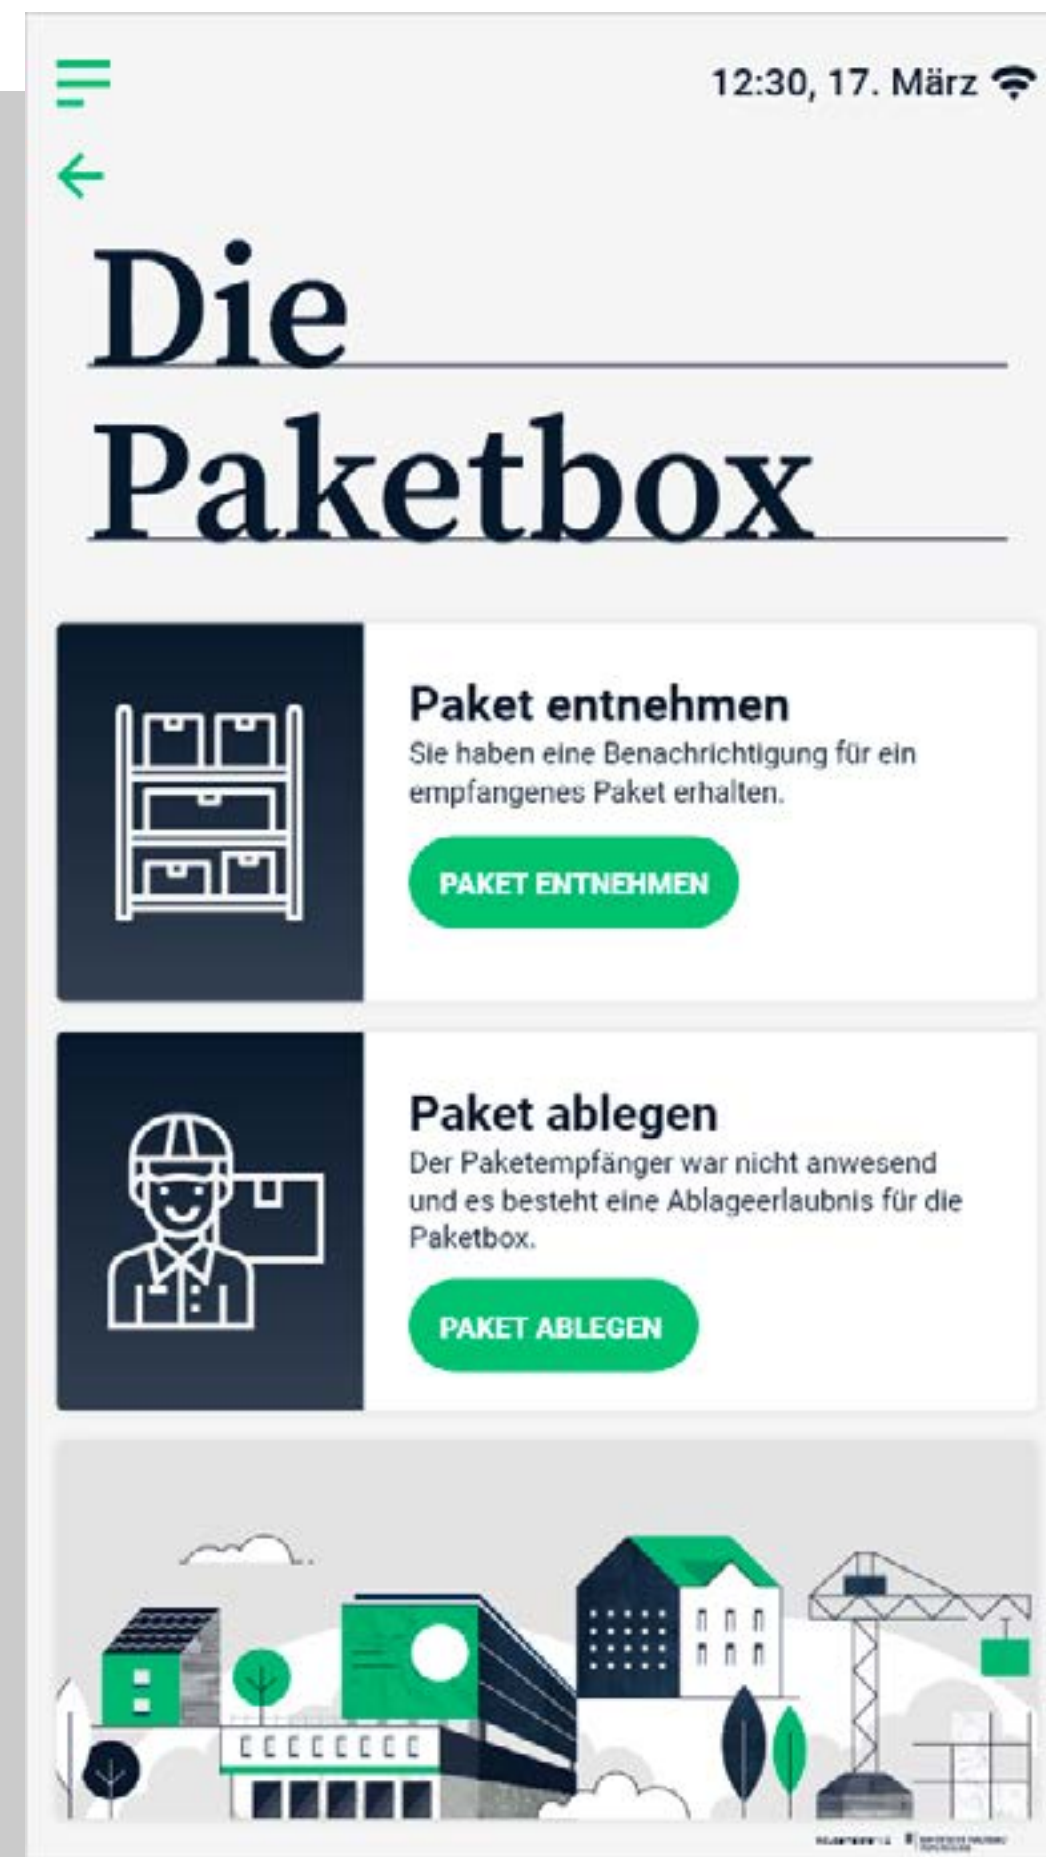 12:30, 17. März
Die
Paketbox
Paket entnehmen
Sie haben eine Benachrichtigung für ein
empfangenes Paket erhalten.
PAKET ENTNEHMEN
Paket ablegen
Der Paketempfänger war nicht anwesend
und es besteht eine Ablageerlaubnis für die
Paketbox.
PAKET ABLEGEN